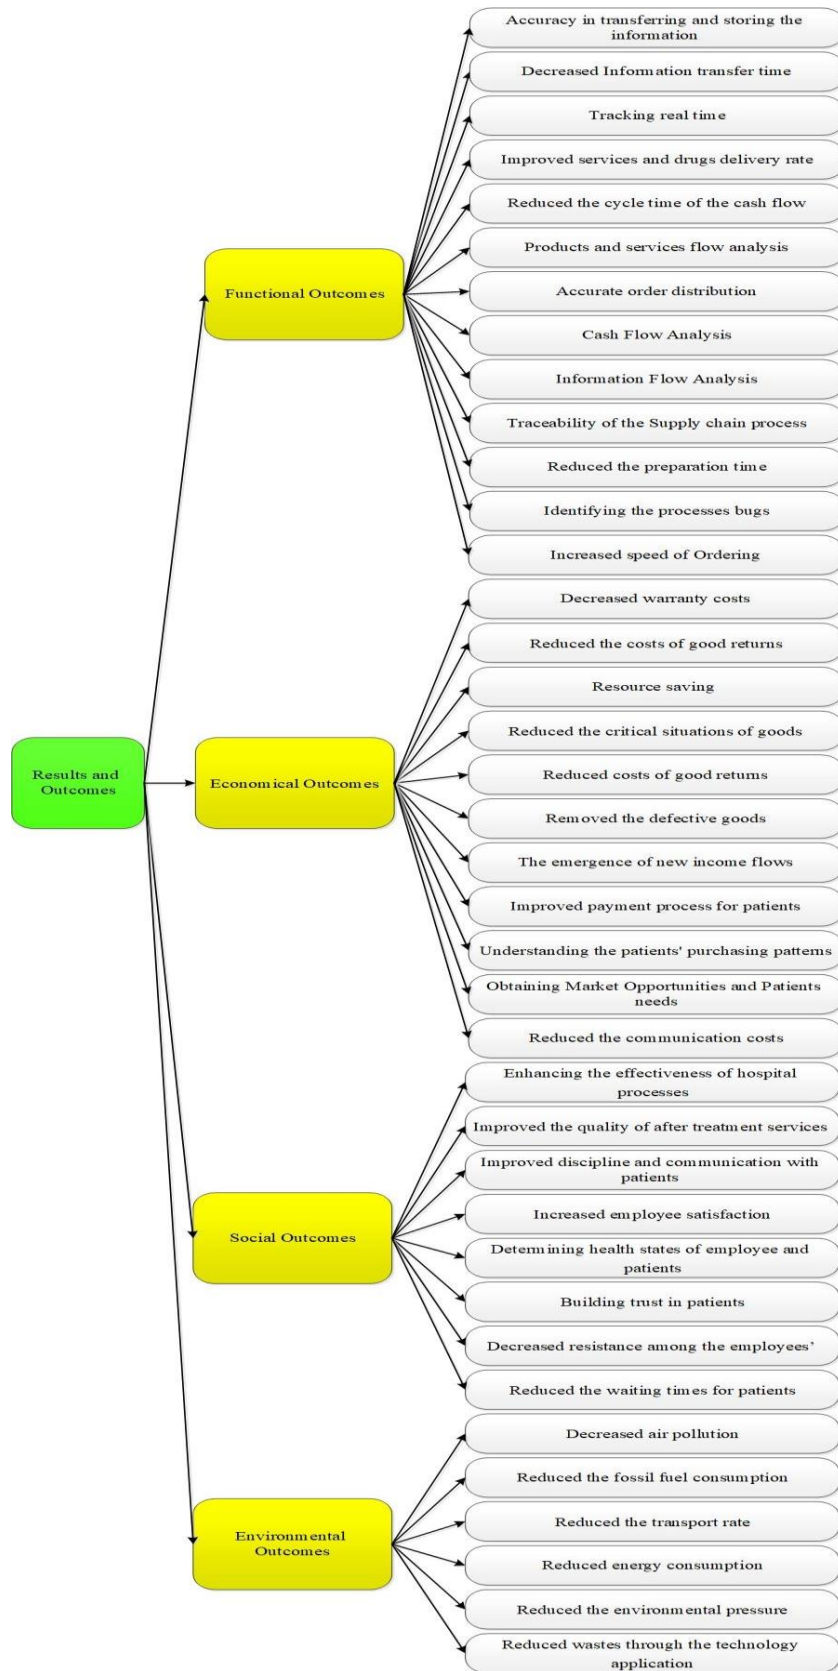 Results and
Outcomes
Functional Outcomes
Accuracy in transferring and storing the
information
Decreased Information transfer time
Tracking real time
Improved services and drugs delivery rate
Reduced the cycle time of the cash flow
Products and services flow analysis
Accurate order distribution
Cash Flow Analysis
Information Flow Analysis
Traceability of the Supply chain process
Reduced the preparation time
Identifying the processes bugs
Increased speed of Ordering
Economical Outcomes
Decreased warranty costs
Reduced the costs of good returns
Resource saving
Reduced the critical situations of goods
Reduced costs of good returns
Removed the defective goods
The emergence of new income flows
Improved payment process for patients
Understanding the patients' purchasing patterns
Obtaining Market Opportunities and Patients
needs
Reduced the communication costs
Social Outcomes
Enhancing the effectiveness of hospital
processes
Improved the quality of after treatment services
Improved discipline and communication with
patients
Increased employee satisfaction
Determining health states of employee and
patients
Building trust in patients
Decreased resistance among the employees’
Reduced the waiting times for patients
Environmental
Outcomes
Decreased air pollution
Reduced the fossil fuel consumption
Reduced the transport rate
Reduced energy consumption
Reduced the environmental pressure
Reduced wastes through the technology
application